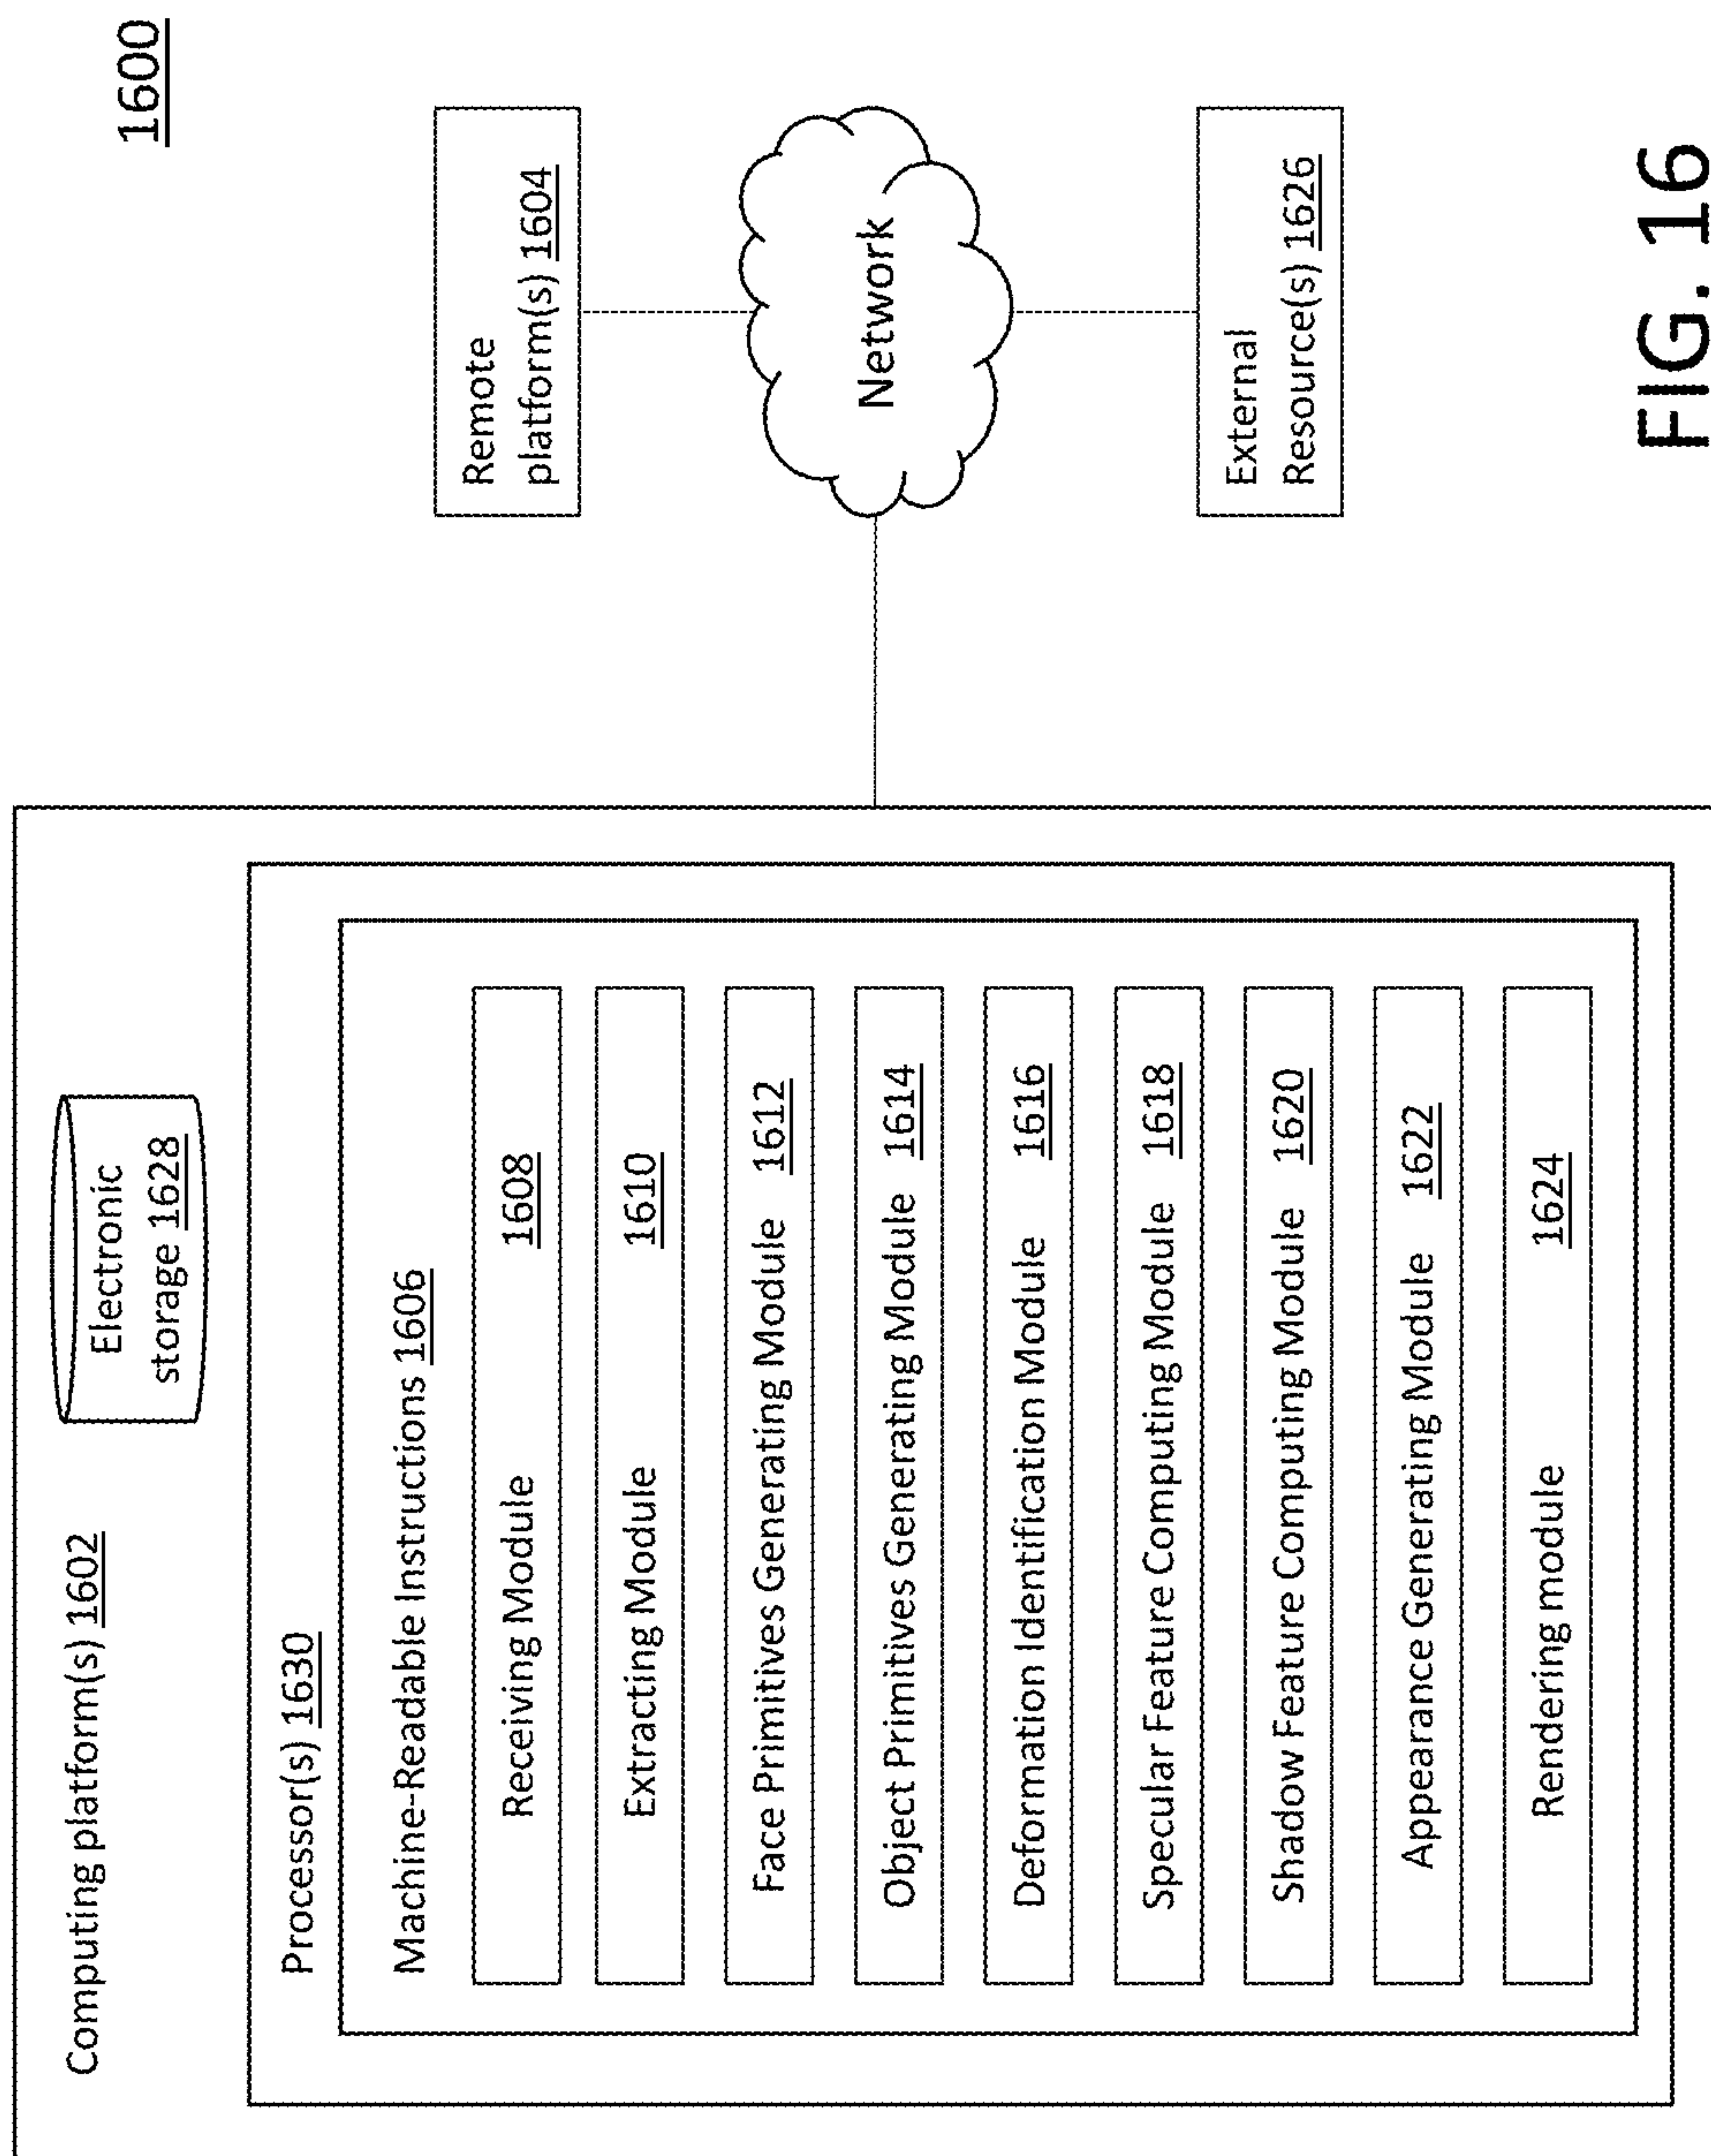 1600
Computing platform(s) 1602
Electronic
storage 1628
Processor(s) 1630
Machine-Readable Instructions 1606
Receiving Module 1608
Extracting Module 1610
Face Primitives Generating Module 1612
Object Primitives Generating Module 1614
Deformation Identification Module 1616
Specular Feature Computing Module 1618
Shadow Feature Computing Module 1620
Appearance Generating Module 1622
Rendering module 1624
Remote
platform(s) 1604
Network
External
Resource(s) 1626
FIG. 16